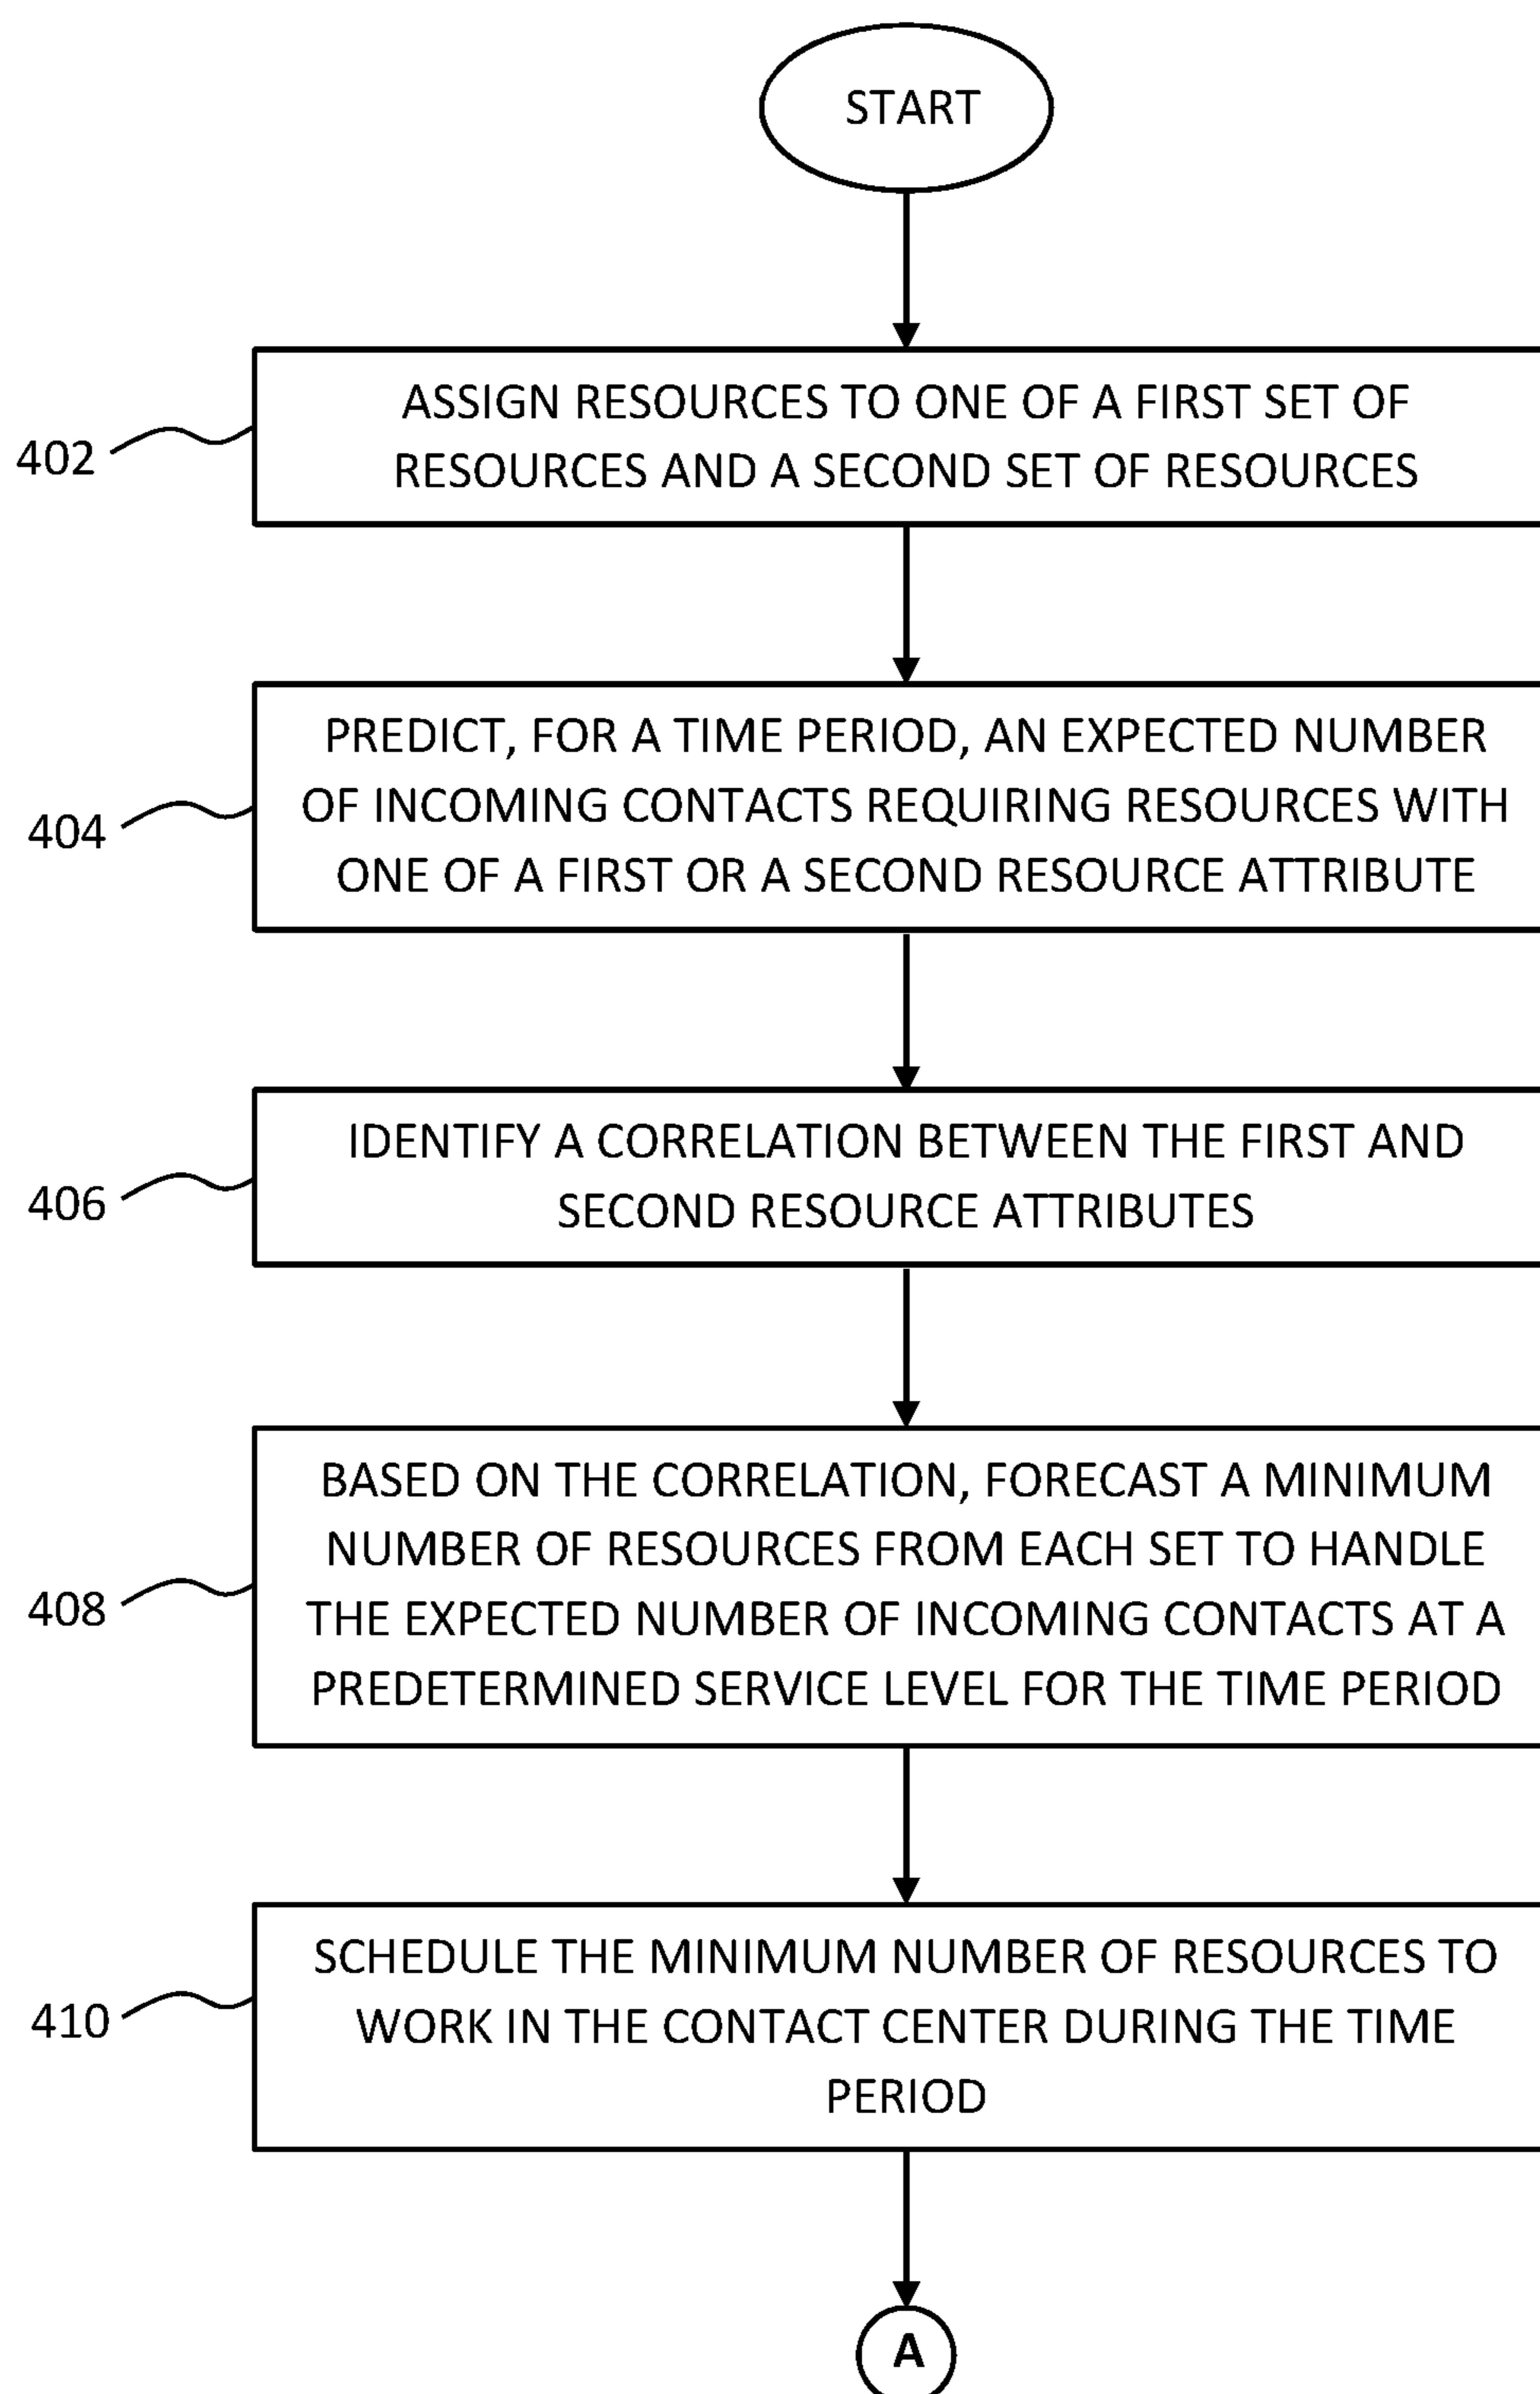 START
402
ASSIGN RESOURCES TO ONE OF A FIRST SET OF
RESOURCES AND A SECOND SET OF RESOURCES
404
PREDICT, FOR A TIME PERIOD, AN EXPECTED NUMBER
OF INCOMING CONTACTS REQUIRING RESOURCES WITH
ONE OF A FIRST OR A SECOND RESOURCE ATTRIBUTE
406
IDENTIFY A CORRELATION BETWEEN THE FIRST AND
SECOND RESOURCE ATTRIBUTES
408
BASED ON THE CORRELATION, FORECAST A MINIMUM
NUMBER OF RESOURCES FROM EACH SET TO HANDLE
THE EXPECTED NUMBER OF INCOMING CONTACTS AT A
PREDETERMINED SERVICE LEVEL FOR THE TIME PERIOD
410
SCHEDULE THE MINIMUM NUMBER OF RESOURCES TO
WORK IN THE CONTACT CENTER DURING THE TIME
PERIOD
A